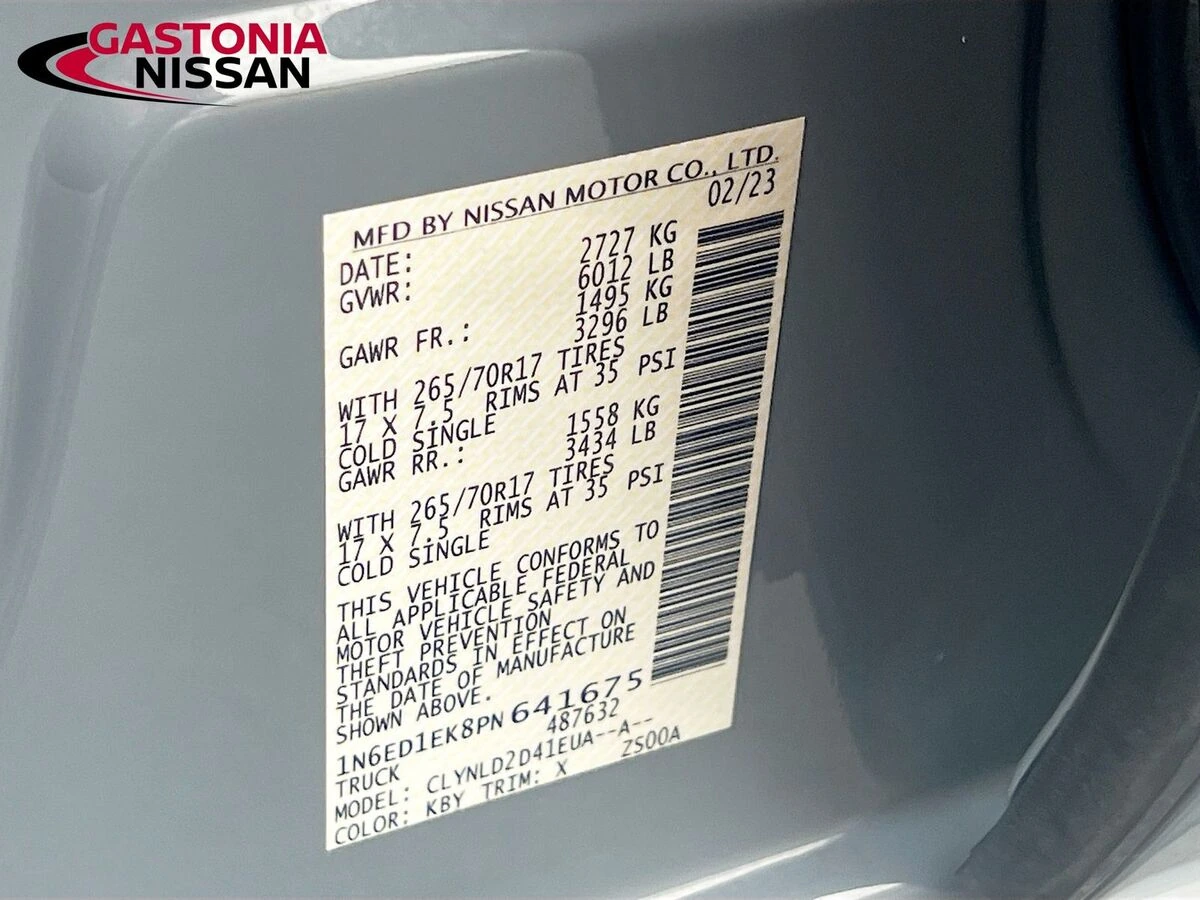 GASTONIA
NISSAN
MFD BY NISSAN MOTOR CO., LTD.
DATE: 02/23
GVWR: 2727 KG
6012 LB
GAWR FR.: 1495 KG
3296 LB
WITH 265/70R17 TIRES
17 X 7.5 RIMS AT 35 PSI
COLD SINGLE
GAWR RR.: 1558 KG
3434 LB
WITH 265/70R17 TIRES
17 X 7.5 RIMS AT 35 PSI
COLD SINGLE
THIS VEHICLE CONFORMS TO
ALL APPLICABLE FEDERAL
MOTOR VEHICLE SAFETY AND
THEFT PREVENTION
STANDARDS IN EFFECT ON
THE DATE OF MANUFACTURE
SHOWN ABOVE.
1N6ED1EK8PN641675
TRUCK 487632
MODEL: CLYNLD2D41EUA--A--
COLOR: KBY TRIM: X ZS00A